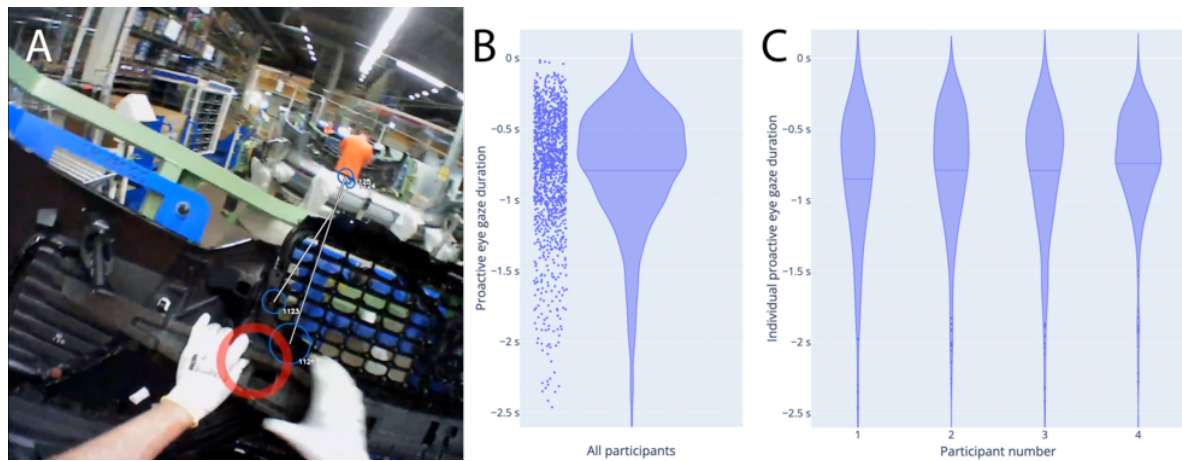 A
1123
B
Proactive eye gaze duration
0 s
−0.5 s
−1 s
−1.5 s
−2 s
−2.5 s
All participants
C
Individual proactive eye gaze duration
0 s
−0.5 s
−1 s
−1.5 s
−2 s
−2.5 s
1
2
3
4
Participant number